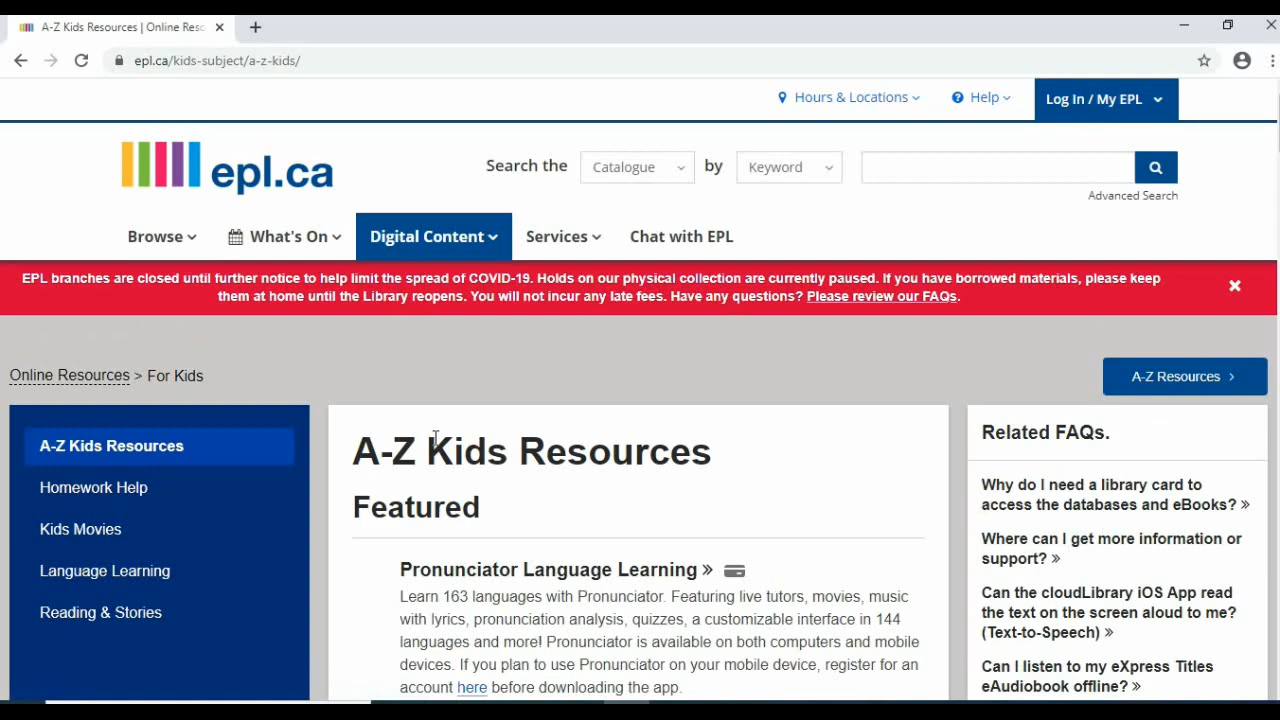 A-Z Kids Resources | Online Reso
epl.ca/kids-subject/a-z-kids/
Hours & Locations
Help
Log In / My EPL
epl.ca
Search the
Catalogue
by
Keyword
Advanced Search
Browse
What's On
Digital Content
Services
Chat with EPL
EPL branches are closed until further notice to help limit the spread of COVID-19. Holds on our physical collection are currently paused. If you have borrowed materials, please keep
them at home until the Library reopens. You will not incur any late fees. Have any questions? Please review our FAQs.
Online Resources > For Kids
A-Z Resources >
A-Z Kids Resources
Homework Help
Kids Movies
Language Learning
Reading & Stories
A-Z Kids Resources
Featured
Pronunciator Language Learning »
Learn 163 languages with Pronunciator. Featuring live tutors, movies, music
with lyrics, pronunciation analysis, quizzes, a customizable interface in 144
languages and more! Pronunciator is available on both computers and mobile
devices. If you plan to use Pronunciator on your mobile device, register for an
account here before downloading the app.
Related FAQs.
Why do I need a library card to
access the databases and eBooks? »
Where can I get more information or
support? »
Can the cloudLibrary iOS App read
the text on the screen aloud to me?
(Text-to-Speech) »
Can I listen to my eXpress Titles
eAudiobook offline? »